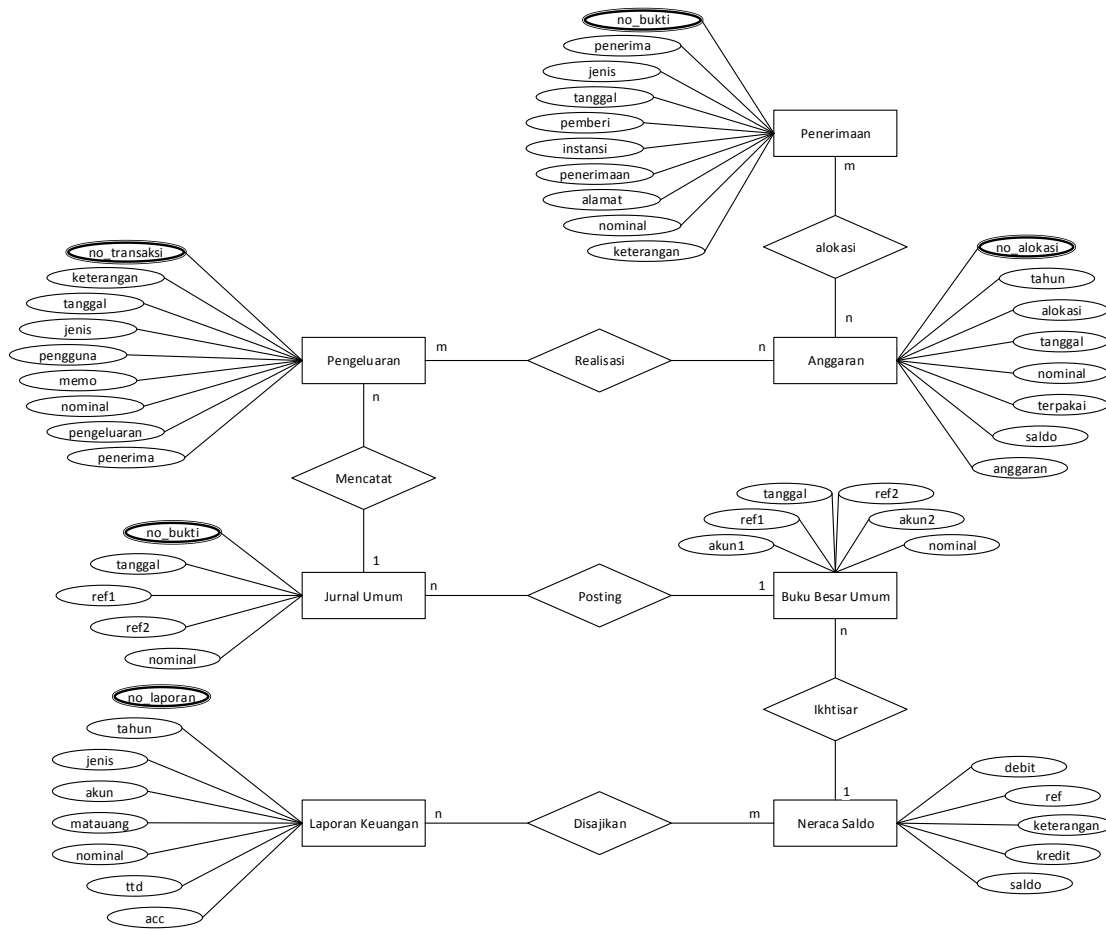 no_bukti
penerima
jenis
tanggal
pemberi
instansi
penerimaan
alamat
nominal
keterangan
Penerimaan
m
alokasi
n
no_transaksi
keterangan
tanggal
jenis
pengguna
memo
nominal
pengeluaran
penerima
Pengeluaran
m
Realisasi
n
Anggaran
no_alokasi
tahun
alokasi
tanggal
nominal
terpakai
saldo
anggaran
n
Mencatat
1
no_bukti
tanggal
ref1
ref2
nominal
Jurnal Umum
n
Posting
1
Buku Besar Umum
tanggal
ref2
ref1
akun2
akun1
nominal
n
Ikhtisar
1
no_laporan
tahun
jenis
akun
matauang
nominal
ttd
acc
Laporan Keuangan
n
Disajikan
m
Neraca Saldo
debit
ref
keterangan
kredit
saldo